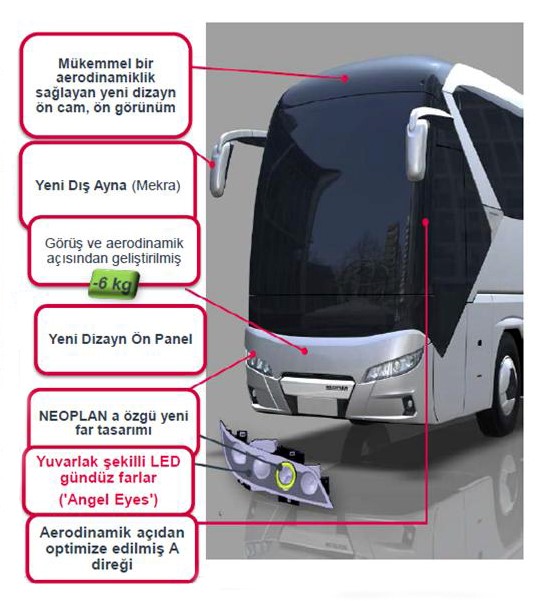 Mükemmel bir
aerodinamiklik
sağlayan yeni dizayn
ön cam, ön görünüm
Yeni Dış Ayna (Mekra)
Görüş ve aerodinamik
açısından geliştirilmiş
-6 kg
Yeni Dizayn Ön Panel
NEOPLAN
NEOPLAN a özgü yeni
far tasarımı
Yuvarlak şekilli LED
gündüz farlar
('Angel Eyes')
Aerodinamik açıdan
optimize edilmiş A
direği